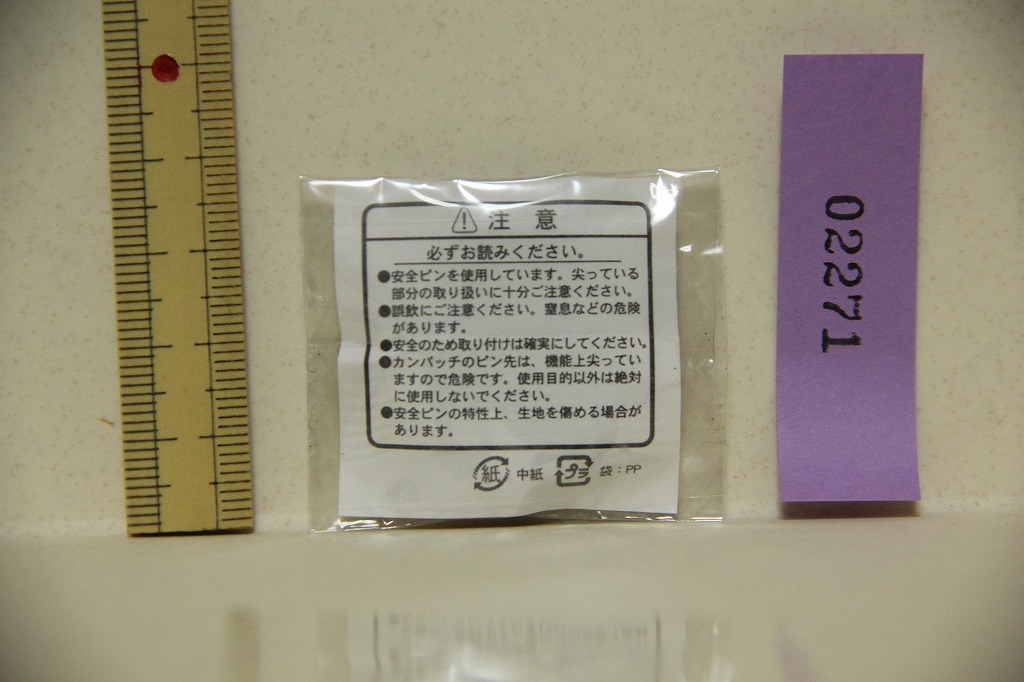 ⚠ 注意
必ずお読みください。
●安全ピンを使用しています。尖っている
部分の取り扱いに十分ご注意ください。
●誤飲にご注意ください。窒息などの危険
があります。
●安全のため取り付けは確実にしてください。
●カンバッチのピン先は、機能上尖ってい
ますので危険です。使用目的以外は絶対
に使用しないでください。
●安全ピンの特性上、生地を傷める場合が
あります。
紙 中紙 プラ 袋：PP
02271